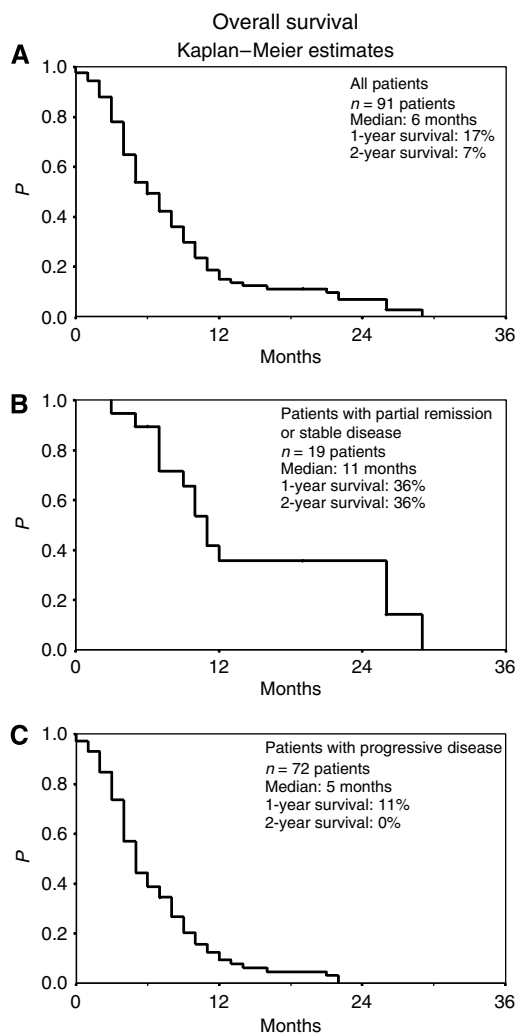 Overall survival
Kaplan–Meier estimates
A
All patients
n = 91 patients
Median: 6 months
1-year survival: 17%
2-year survival: 7%
1.0
0.8
0.6
0.4
0.2
0.0
P
0
12
24
36
Months
B
Patients with partial remission
or stable disease
n = 19 patients
Median: 11 months
1-year survival: 36%
2-year survival: 36%
1.0
0.8
0.6
0.4
0.2
0.0
P
0
12
24
36
Months
C
Patients with progressive disease
n = 72 patients
Median: 5 months
1-year survival: 11%
2-year survival: 0%
1.0
0.8
0.6
0.4
0.2
0.0
P
0
12
24
36
Months